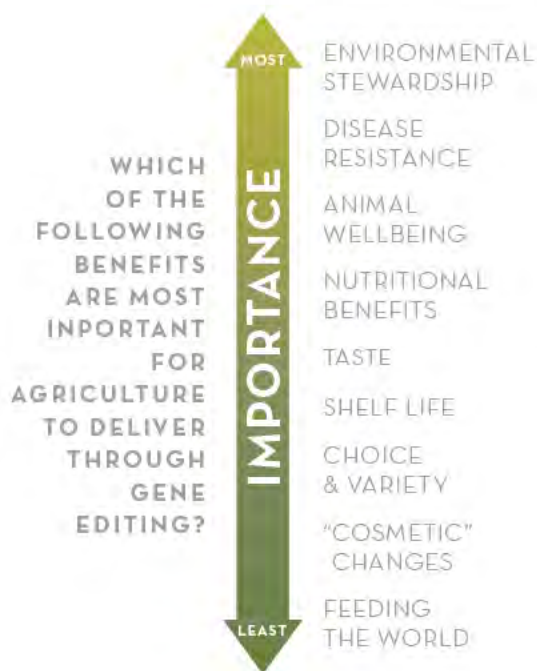 WHICH
OF THE
FOLLOWING
BENEFITS
ARE MOST
INPORTANT
FOR
AGRICULTURE
TO DELIVER
THROUGH
GENE
EDITING?
MOST
IMPORTANCE
LEAST
ENVIRONMENTAL
STEWARDSHIP
DISEASE
RESISTANCE
ANIMAL
WELLBEING
NUTRITIONAL
BENEFITS
TASTE
SHELF LIFE
CHOICE
& VARIETY
"COSMETIC"
CHANGES
FEEDING
THE WORLD